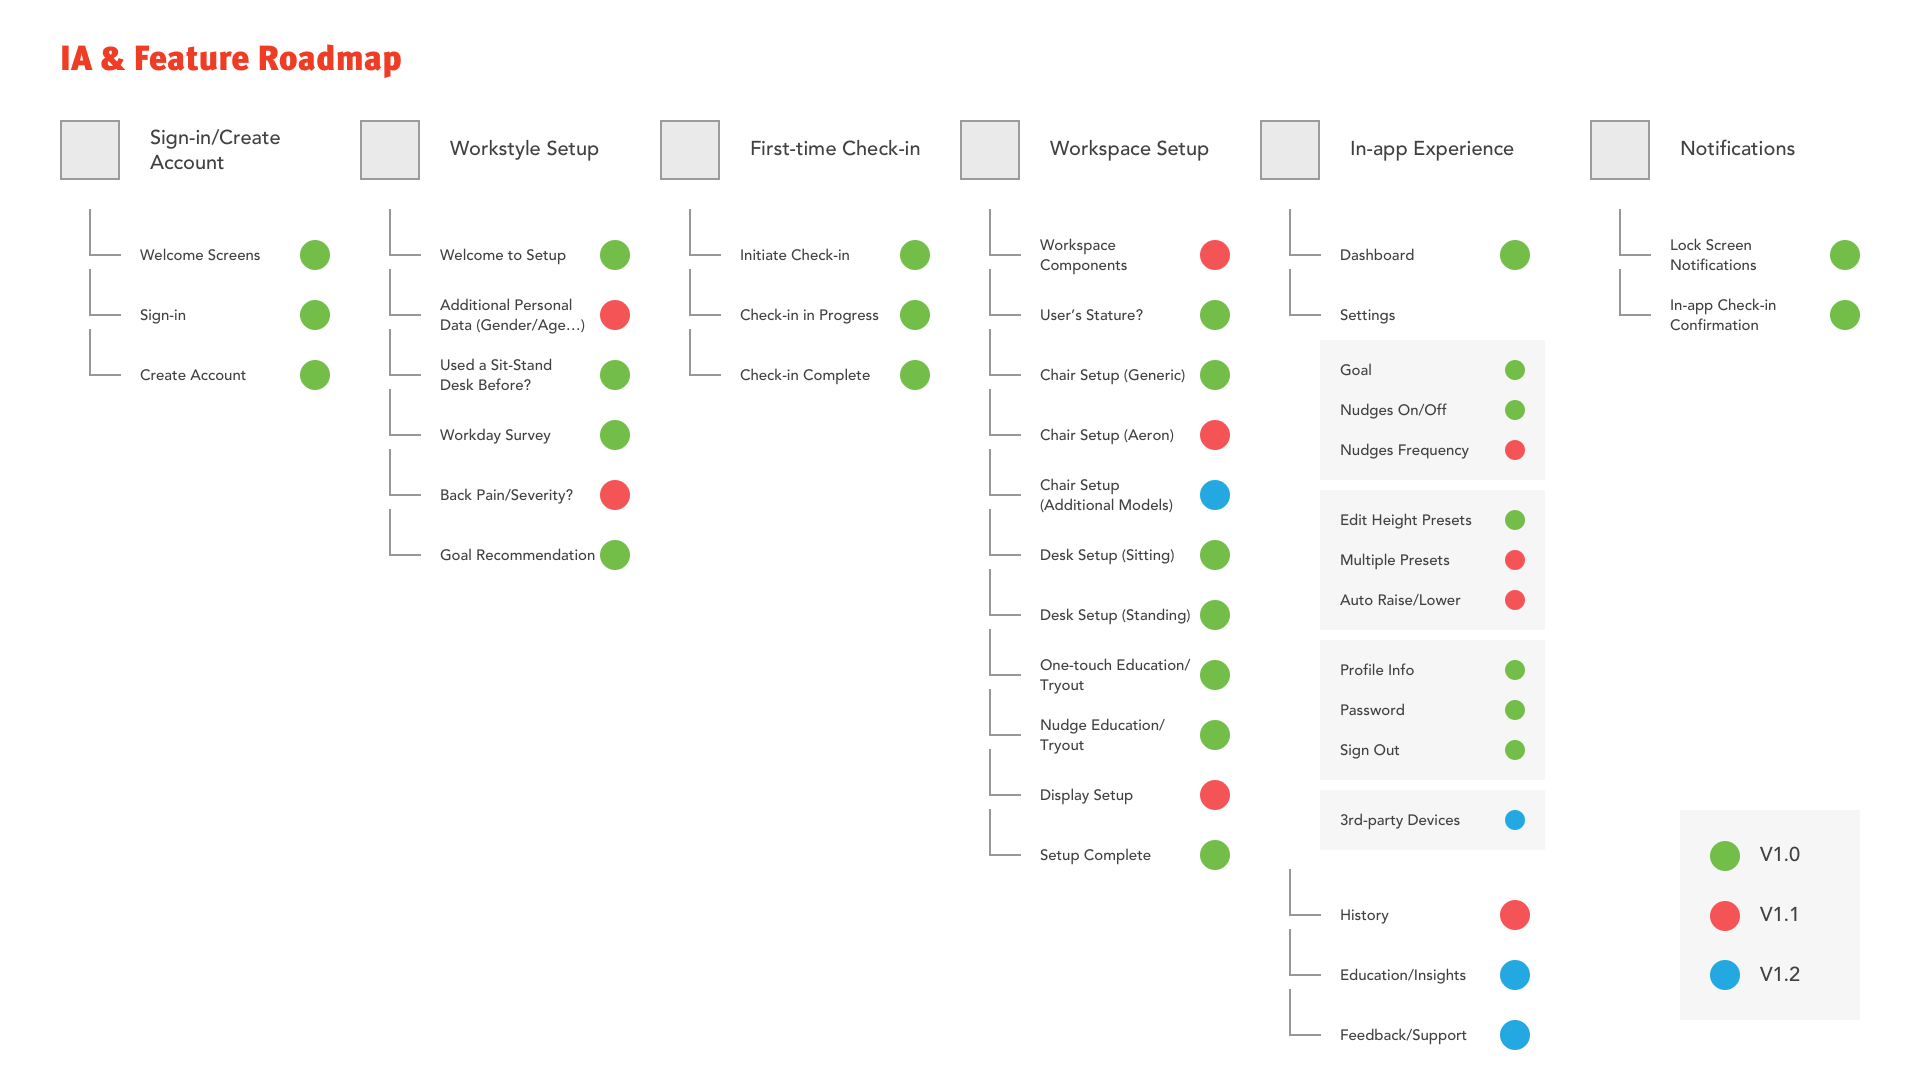 IA & Feature Roadmap
Sign-in/Create
Account
Welcome Screens
Sign-in
Create Account
Workstyle Setup
Welcome to Setup
Additional Personal
Data (Gender/Age…)
Used a Sit-Stand
Desk Before?
Workday Survey
Back Pain/Severity?
Goal Recommendation
First-time Check-in
Initiate Check-in
Check-in in Progress
Check-in Complete
Workspace Setup
Workspace
Components
User’s Stature?
Chair Setup (Generic)
Chair Setup (Aeron)
Chair Setup
(Additional Models)
Desk Setup (Sitting)
Desk Setup (Standing)
One-touch Education/
Tryout
Nudge Education/
Tryout
Display Setup
Setup Complete
In-app Experience
Dashboard
Settings
Goal
Nudges On/Off
Nudges Frequency
Edit Height Presets
Multiple Presets
Auto Raise/Lower
Profile Info
Password
Sign Out
3rd-party Devices
History
Education/Insights
Feedback/Support
Notifications
Lock Screen
Notifications
In-app Check-in
Confirmation
V1.0
V1.1
V1.2